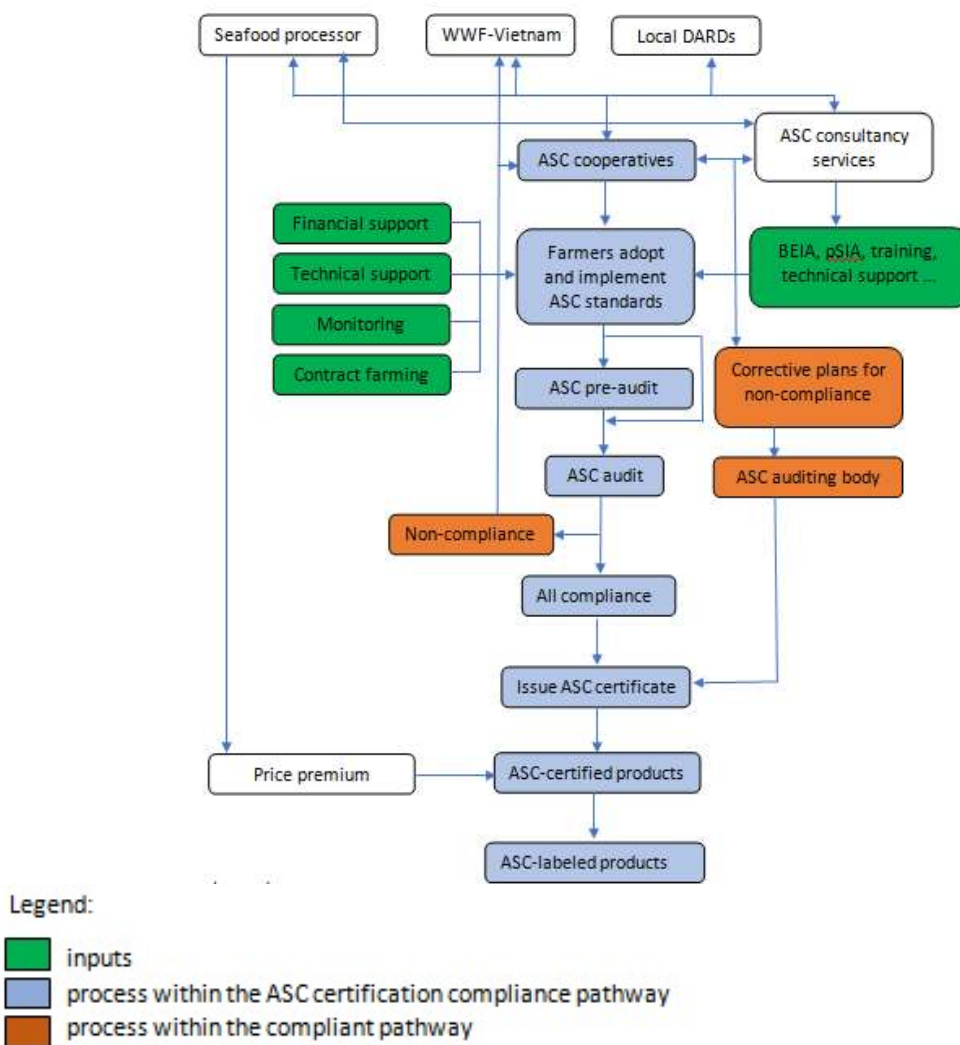 Seafood processor
WWF-Vietnam
Local DARDs
ASC consultancy
services
ASC cooperatives
Financial support
Technical support
Monitoring
Contract farming
Farmers adopt
and implement
ASC standards
BEIA, pSIA, training,
technical support ...
ASC pre-audit
Corrective plans for
non-compliance
ASC audit
ASC auditing body
Non-compliance
All compliance
Issue ASC certificate
Price premium
ASC-certified products
ASC-labeled products
Legend:
inputs
process within the ASC certification compliance pathway
process within the compliant pathway